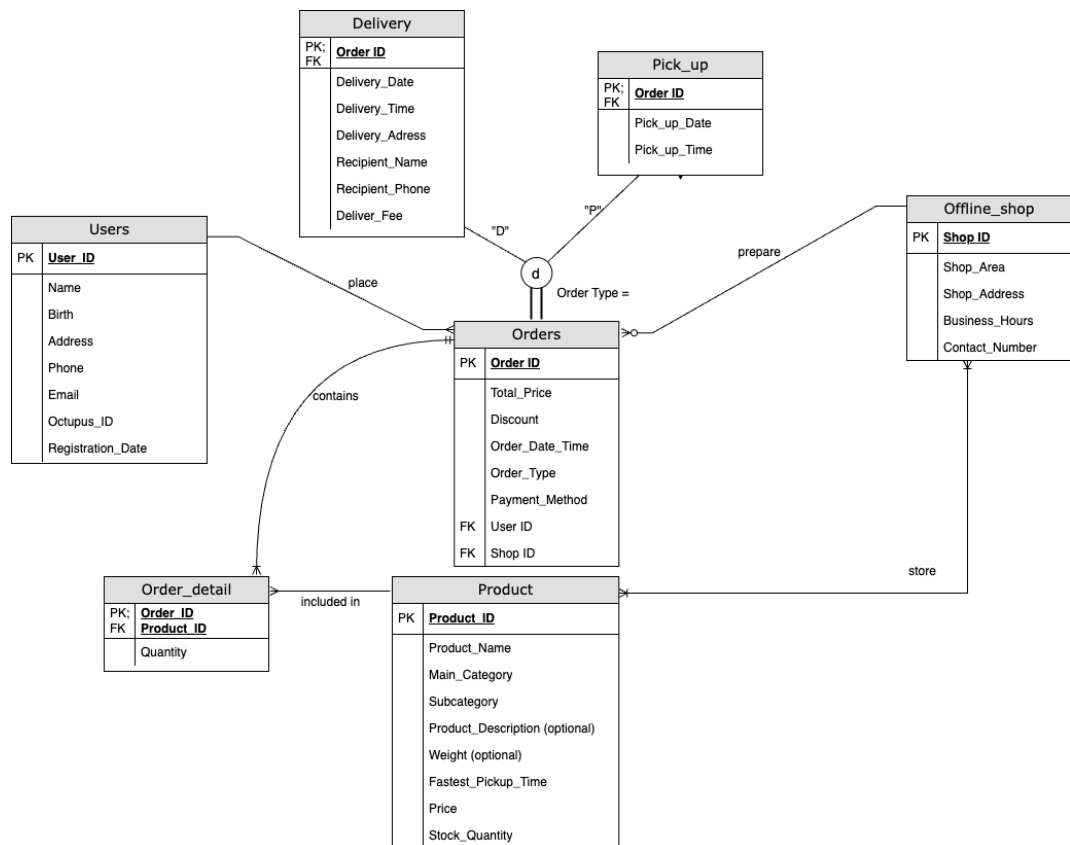 Delivery
PK; FK Order ID
Delivery_Date
Delivery_Time
Delivery_Adress
Recipient_Name
Recipient_Phone
Deliver_Fee
Pick_up
PK; FK Order ID
Pick_up_Date
Pick_up_Time
Offline_shop
PK Shop ID
Shop_Area
Shop_Address
Business_Hours
Contact_Number
Users
PK User_ID
Name
Birth
Address
Phone
Email
Octupus_ID
Registration_Date
"D"
"P"
d
Order Type =
place
prepare
contains
Orders
PK Order ID
Total_Price
Discount
Order_Date_Time
Order_Type
Payment_Method
FK User ID
FK Shop ID
store
included in
Order_detail
PK; Order_ID
FK Product_ID
Quantity
Product
PK Product_ID
Product_Name
Main_Category
Subcategory
Product_Description (optional)
Weight (optional)
Fastest_Pickup_Time
Price
Stock_Quantity